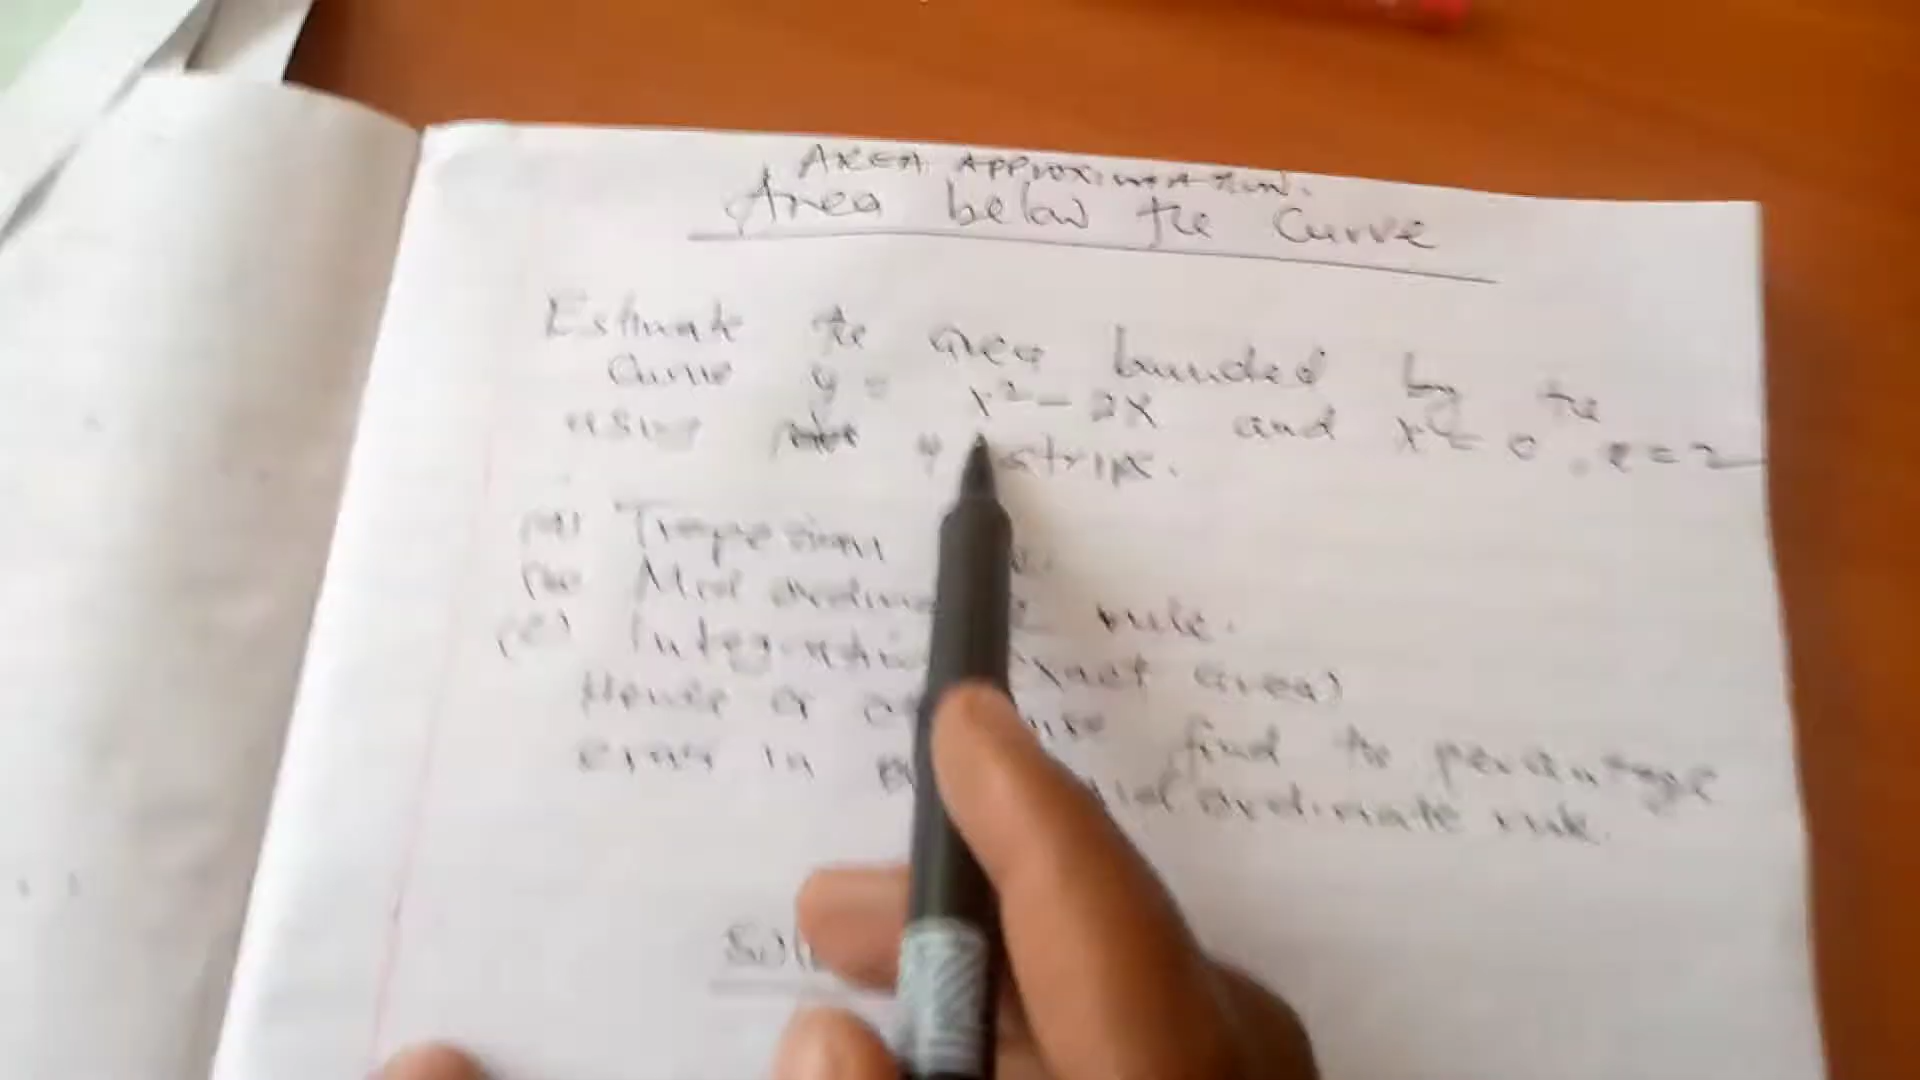 AREA APPROXIMATION.
Area below the Curve
Estimate the area bounded by the
Curve y = x² - 2x and x = 0, x = 2
using 4 strips.
(a) Trapezium
(b) Mid ordinate rule.
(c) Integration exact area)
Hence or find the percentage
error in mid ordinate rule.